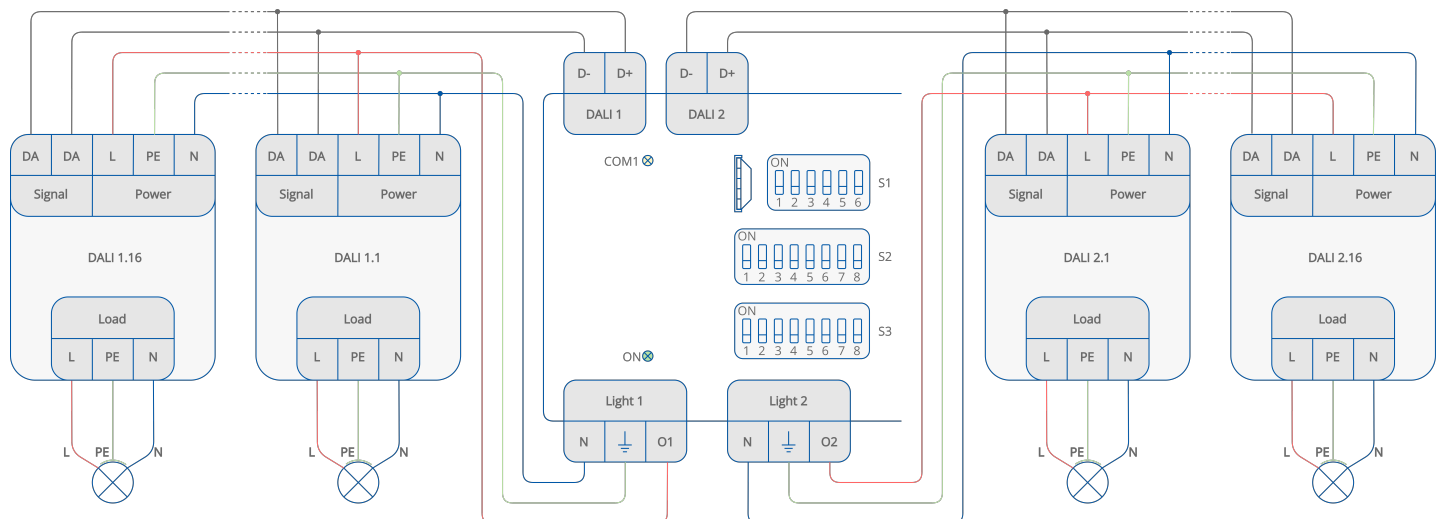 D- D+ D- D+
DALI 1 DALI 2
DA DA L PE N DA DA L PE N DA DA L PE N DA DA L PE N
Signal Power Signal Power Signal Power Signal Power
COM1
ON
1 2 3 4 5 6
S1
DALI 1.16 DALI 1.1 DALI 2.1 DALI 2.16
ON
1 2 3 4 5 6 7 8
S2
ON
1 2 3 4 5 6 7 8
S3
Load Load Load Load
L PE N L PE N L PE N L PE N
ON
Light 1 Light 2
N O1 N O2
L PE N L PE N L PE N L PE N